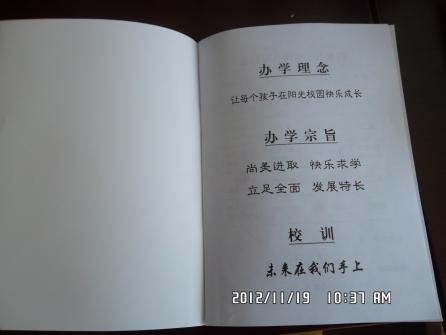 办学理念
让每个孩子在阳光校园快乐成长
办学宗旨
尚美进取 快乐求学
立足全面 发展特长
校训
未来在我们手上
2012/11/19 10:37 AM